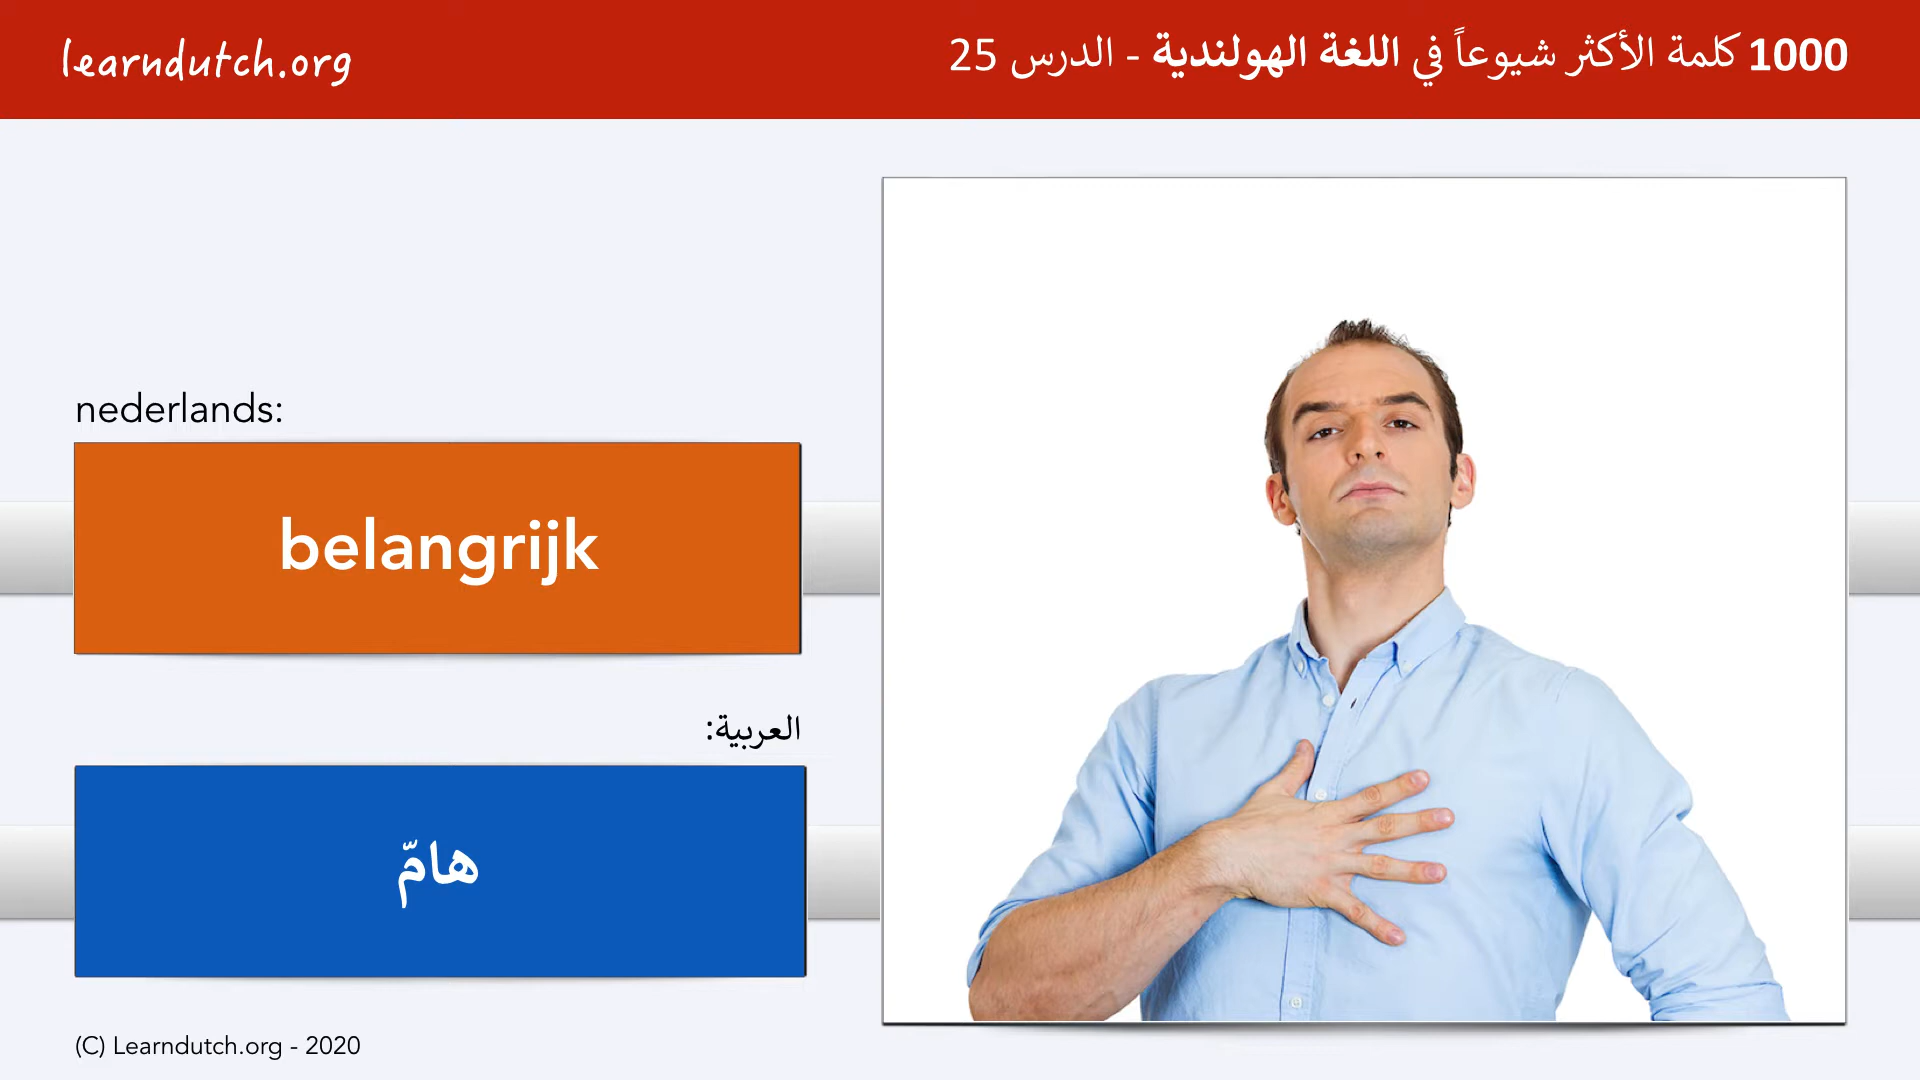 learndutch.org
1000 كلمة الأكثر شيوعاً في اللغة الهولندية - الدرس 25
nederlands:
belangrijk
العربية:
هامّ
(C) Learndutch.org - 2020